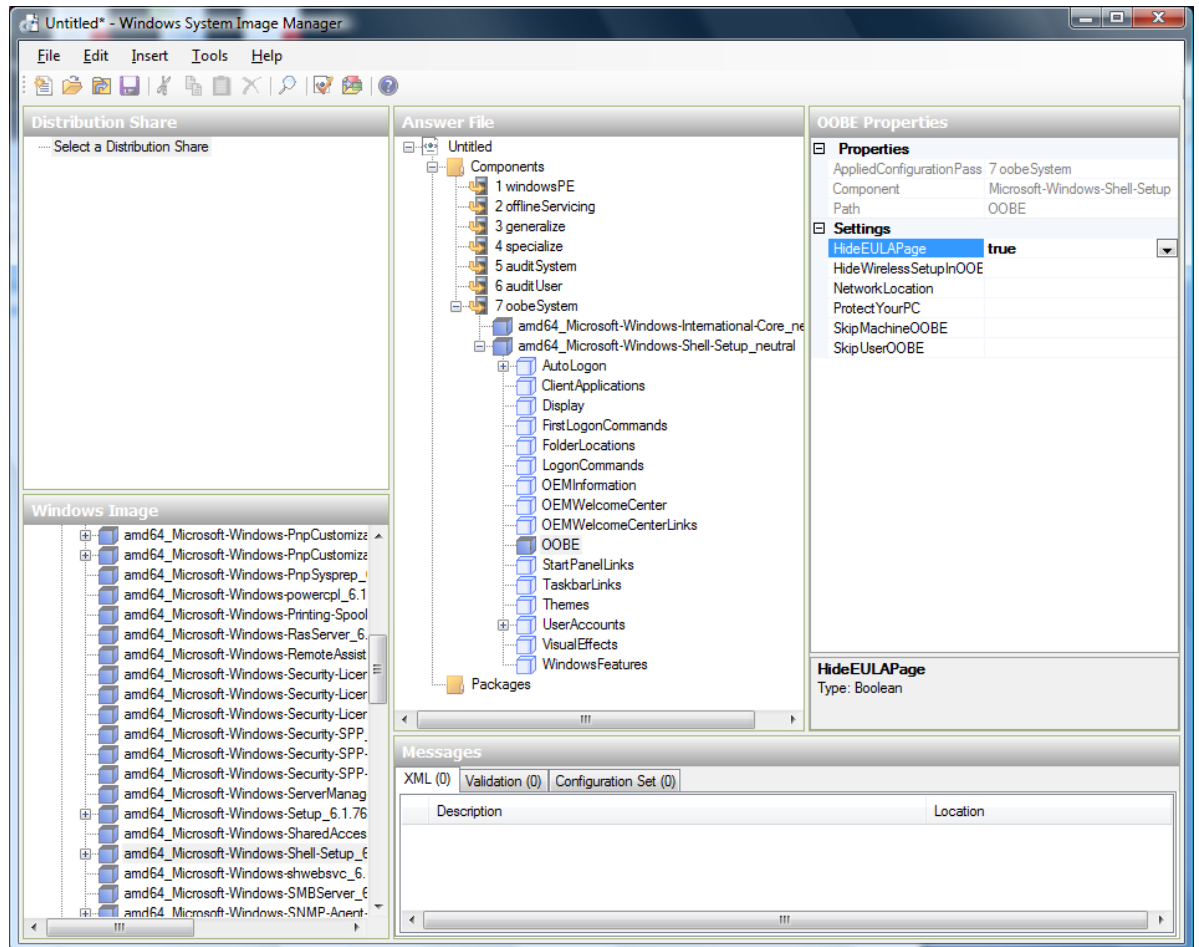 Untitled* - Windows System Image Manager
File Edit Insert Tools Help
Distribution Share
Select a Distribution Share
Windows Image
amd64_Microsoft-Windows-PnpCustomiza
amd64_Microsoft-Windows-PnpCustomiza
amd64_Microsoft-Windows-PnpSysprep_
amd64_Microsoft-Windows-powercpl_6.1
amd64_Microsoft-Windows-Printing-Spool
amd64_Microsoft-Windows-RasServer_6.
amd64_Microsoft-Windows-RemoteAssist
amd64_Microsoft-Windows-Security-Licer
amd64_Microsoft-Windows-Security-Licer
amd64_Microsoft-Windows-Security-Licer
amd64_Microsoft-Windows-Security-SPP_
amd64_Microsoft-Windows-Security-SPP-
amd64_Microsoft-Windows-Security-SPP-
amd64_Microsoft-Windows-ServerManag
amd64_Microsoft-Windows-Setup_6.1.76
amd64_Microsoft-Windows-SharedAcces
amd64_Microsoft-Windows-Shell-Setup_6
amd64_Microsoft-Windows-shwebsvc_6.
amd64_Microsoft-Windows-SMBServer_6
amd64_Microsoft-Windows-SNMP-Agent-
Answer File
Untitled
Components
1 windowsPE
2 offlineServicing
3 generalize
4 specialize
5 auditSystem
6 auditUser
7 oobeSystem
amd64_Microsoft-Windows-International-Core_ne
amd64_Microsoft-Windows-Shell-Setup_neutral
AutoLogon
ClientApplications
Display
FirstLogonCommands
FolderLocations
LogonCommands
OEMInformation
OEMWelcomeCenter
OEMWelcomeCenterLinks
OOBE
StartPanelLinks
TaskbarLinks
Themes
UserAccounts
VisualEffects
WindowsFeatures
Packages
OOBE Properties
Properties
AppliedConfigurationPass 7 oobeSystem
Component Microsoft-Windows-Shell-Setup
Path OOBE
Settings
HideEULAPage true
HideWirelessSetupInOOE
NetworkLocation
ProtectYourPC
SkipMachineOOBE
SkipUserOOBE
HideEULAPage
Type: Boolean
Messages
XML (0) Validation (0) Configuration Set (0)
Description Location